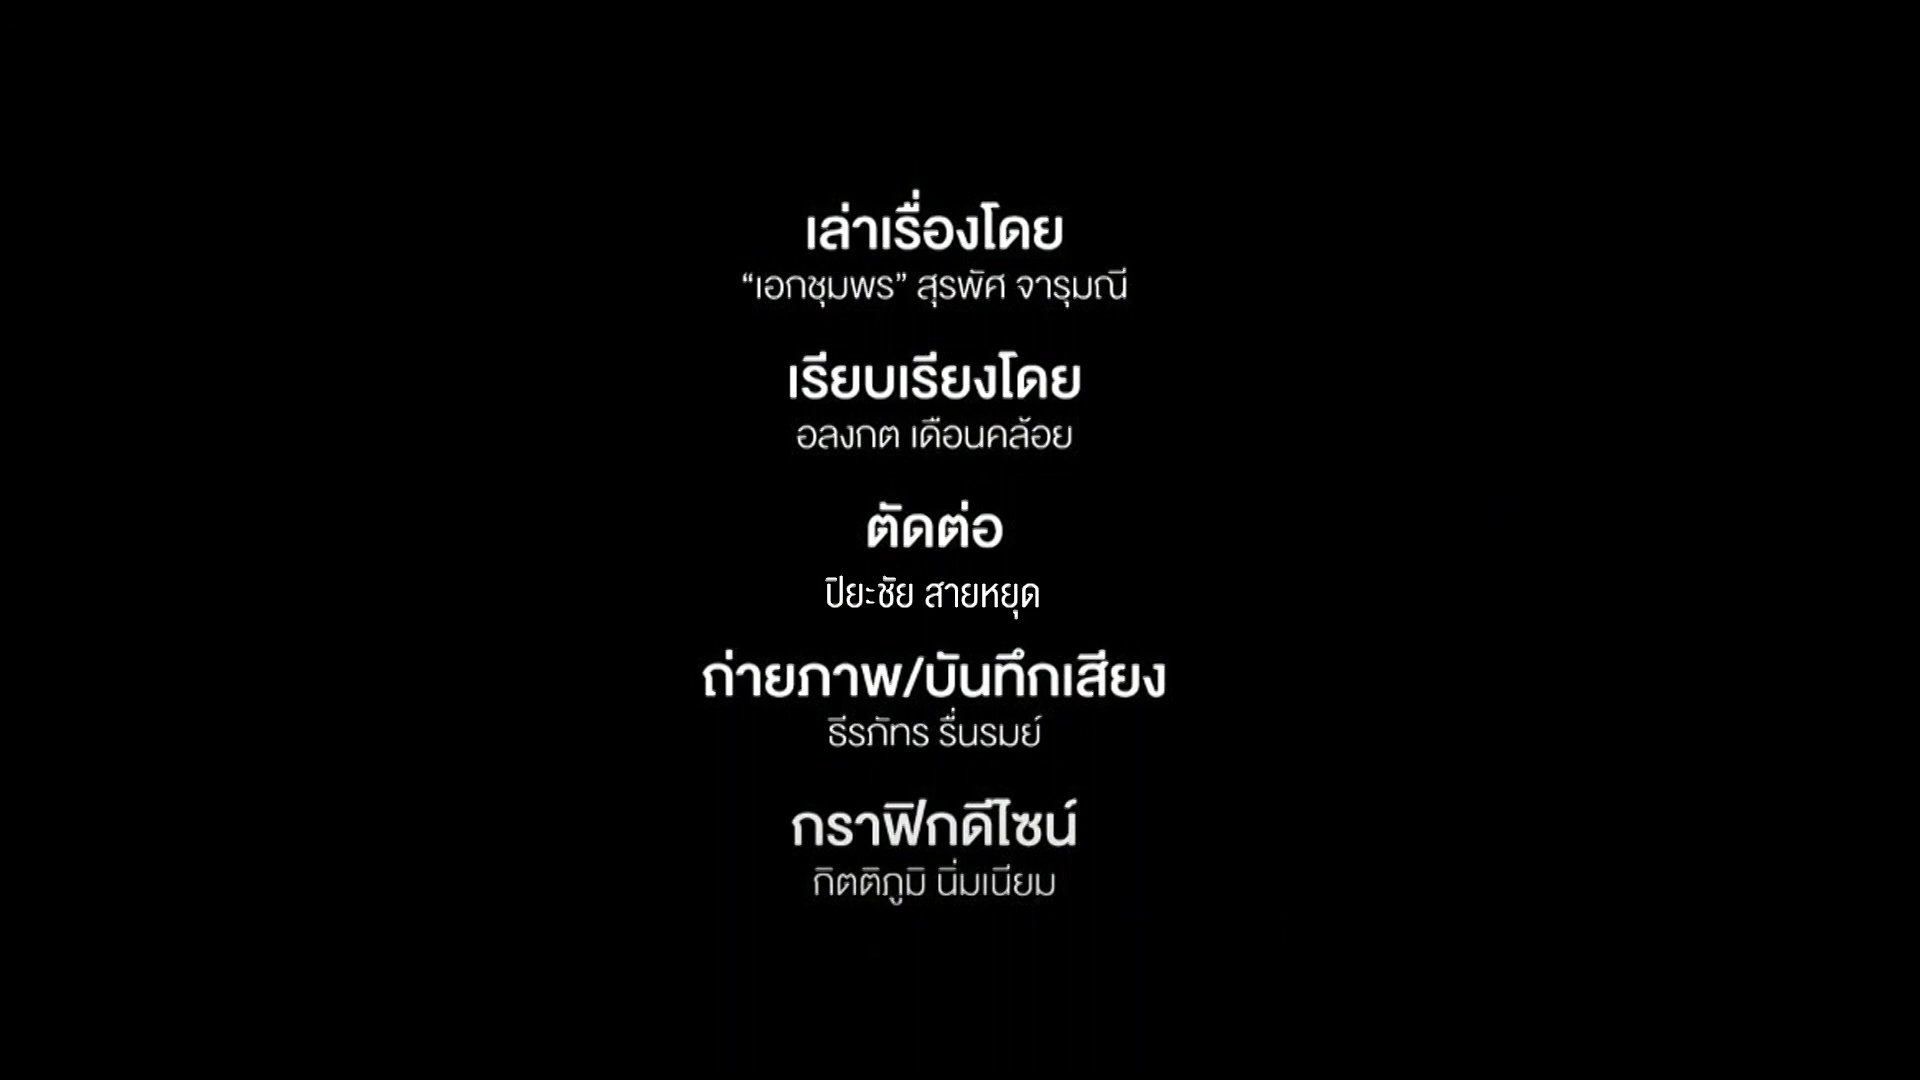 เล่าเรื่องโดย
“เอกชุมพร” สุรพัศ จารุมณี
เรียบเรียงโดย
อลงกต เดือนคล้อย
ตัดต่อ
ปิยะชัย สายหยุด
ถ่ายภาพ/บันทึกเสียง
ธีรภัทร รื่นรมย์
กราฟิกดีไซน์
กิตติภูมิ นิ่มเนียม